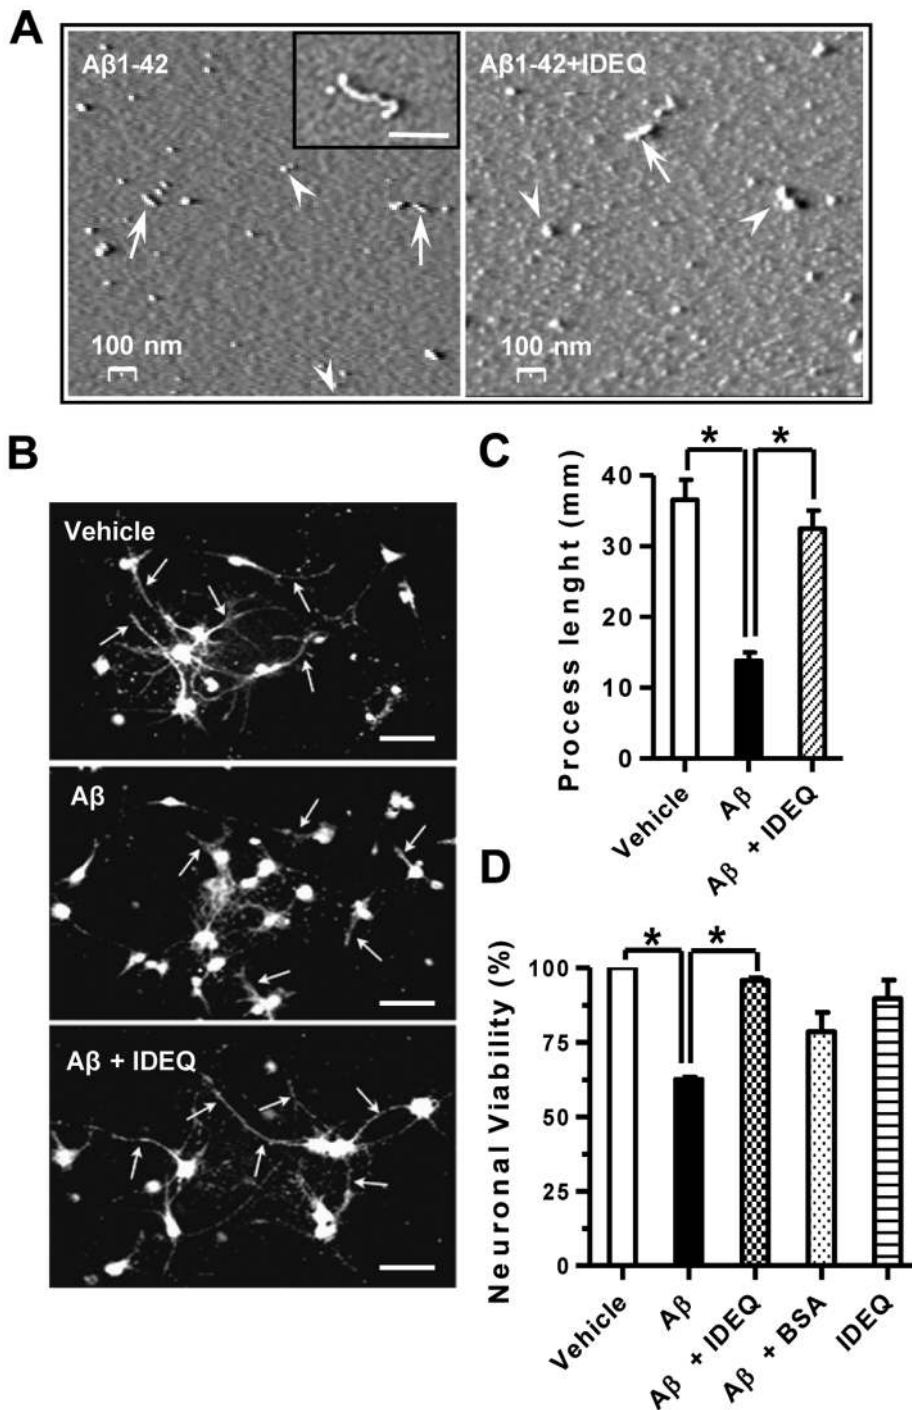 A
Aβ1-42
Aβ1-42+IDEQ
100 nm
100 nm
B
Vehicle
Aβ
Aβ + IDEQ
C
Process lenght (mm)
40
30
20
10
0
* *
Vehicle
Aβ
Aβ + IDEQ
D
Neuronal Viability (%)
100
75
50
25
0
* *
Vehicle
Aβ
Aβ + IDEQ
Aβ + BSA
IDEQ